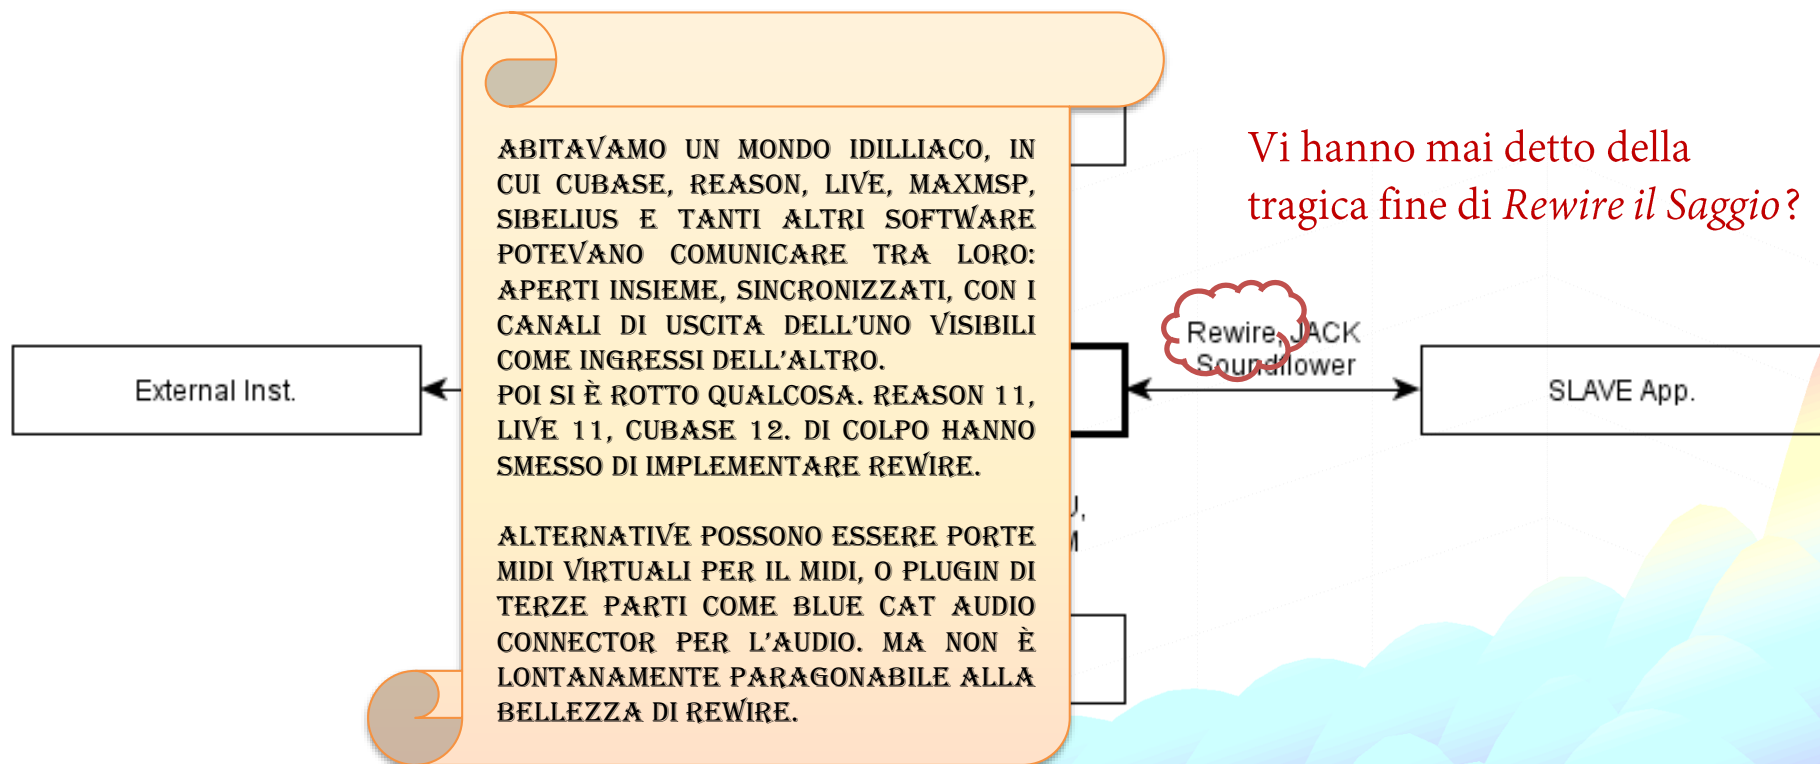 ABITAVAMO UN MONDO IDILLIACO, IN
CUI CUBASE, REASON, LIVE, MAXMSP,
SIBELIUS E TANTI ALTRI SOFTWARE
POTEVANO COMUNICARE TRA LORO:
APERTI INSIEME, SINCRONIZZATI, CON I
CANALI DI USCITA DELL'UNO VISIBILI
COME INGRESSI DELL'ALTRO.
POI SI È ROTTO QUALCOSA. REASON 11,
LIVE 11, CUBASE 12. DI COLPO HANNO
SMESSO DI IMPLEMENTARE REWIRE.
ALTERNATIVE POSSONO ESSERE PORTE
MIDI VIRTUALI PER IL MIDI, O PLUGIN DI
TERZE PARTI COME BLUE CAT AUDIO
CONNECTOR PER L'AUDIO. MA NON È
LONTANAMENTE PARAGONABILE ALLA
BELLEZZA DI REWIRE.
Vi hanno mai detto della
tragica fine di Rewire il Saggio?
External Inst.
Rewire, JACK
Soundflower
SLAVE App.